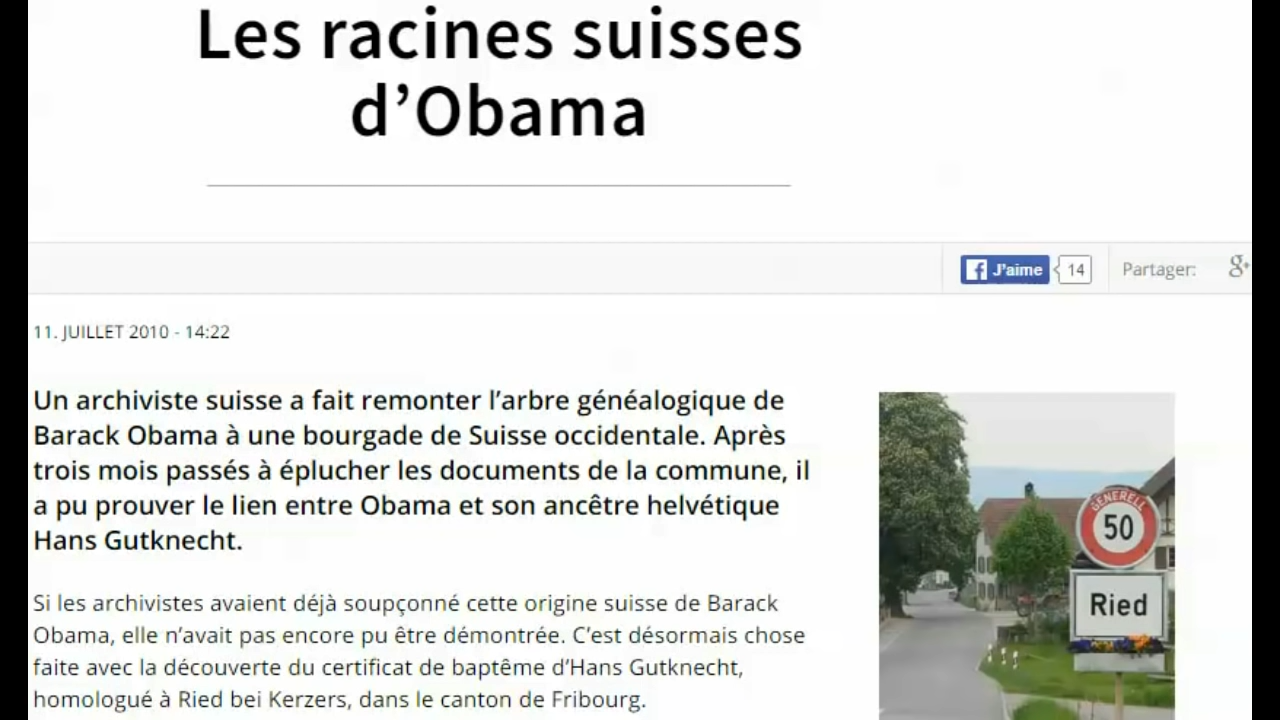 Les racines suisses
d’Obama
J'aime 14 Partager: g+
11. JUILLET 2010 - 14:22
Un archiviste suisse a fait remonter l’arbre généalogique de
Barack Obama à une bourgade de Suisse occidentale. Après
trois mois passés à éplucher les documents de la commune, il
a pu prouver le lien entre Obama et son ancêtre helvétique
Hans Gutknecht.
Si les archivistes avaient déjà soupçonné cette origine suisse de Barack
Obama, elle n’avait pas encore pu être démontrée. C’est désormais chose
faite avec la découverte du certificat de baptême d’Hans Gutknecht,
homologué à Ried bei Kerzers, dans le canton de Fribourg.
GENERELL
50
Ried